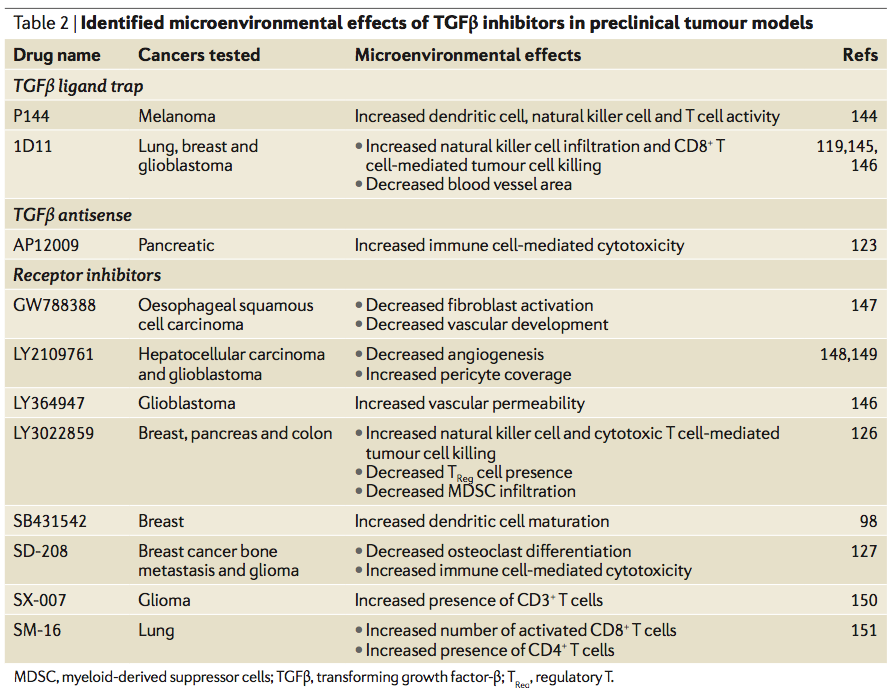 Table 2 | Identified microenvironmental effects of TGFβ inhibitors in preclinical tumour models
Drug name Cancers tested Microenvironmental effects Refs
TGFβ ligand trap
P144 Melanoma Increased dendritic cell, natural killer cell and T cell activity 144
1D11 Lung, breast and • Increased natural killer cell infiltration and CD8⁺ T 119,145,
glioblastoma cell-mediated tumour cell killing 146
• Decreased blood vessel area
TGFβ antisense
AP12009 Pancreatic Increased immune cell-mediated cytotoxicity 123
Receptor inhibitors
GW788388 Oesophageal squamous • Decreased fibroblast activation 147
cell carcinoma • Decreased vascular development
LY2109761 Hepatocellular carcinoma • Decreased angiogenesis 148,149
and glioblastoma • Increased pericyte coverage
LY364947 Glioblastoma Increased vascular permeability 146
LY3022859 Breast, pancreas and colon • Increased natural killer cell and cytotoxic T cell-mediated 126
tumour cell killing
• Decreased T_Reg cell presence
• Decreased MDSC infiltration
SB431542 Breast Increased dendritic cell maturation 98
SD-208 Breast cancer bone • Decreased osteoclast differentiation 127
metastasis and glioma • Increased immune cell-mediated cytotoxicity
SX-007 Glioma Increased presence of CD3⁺ T cells 150
SM-16 Lung • Increased number of activated CD8⁺ T cells 151
• Increased presence of CD4⁺ T cells
MDSC, myeloid-derived suppressor cells; TGFβ, transforming growth factor-β; T_Reg, regulatory T.